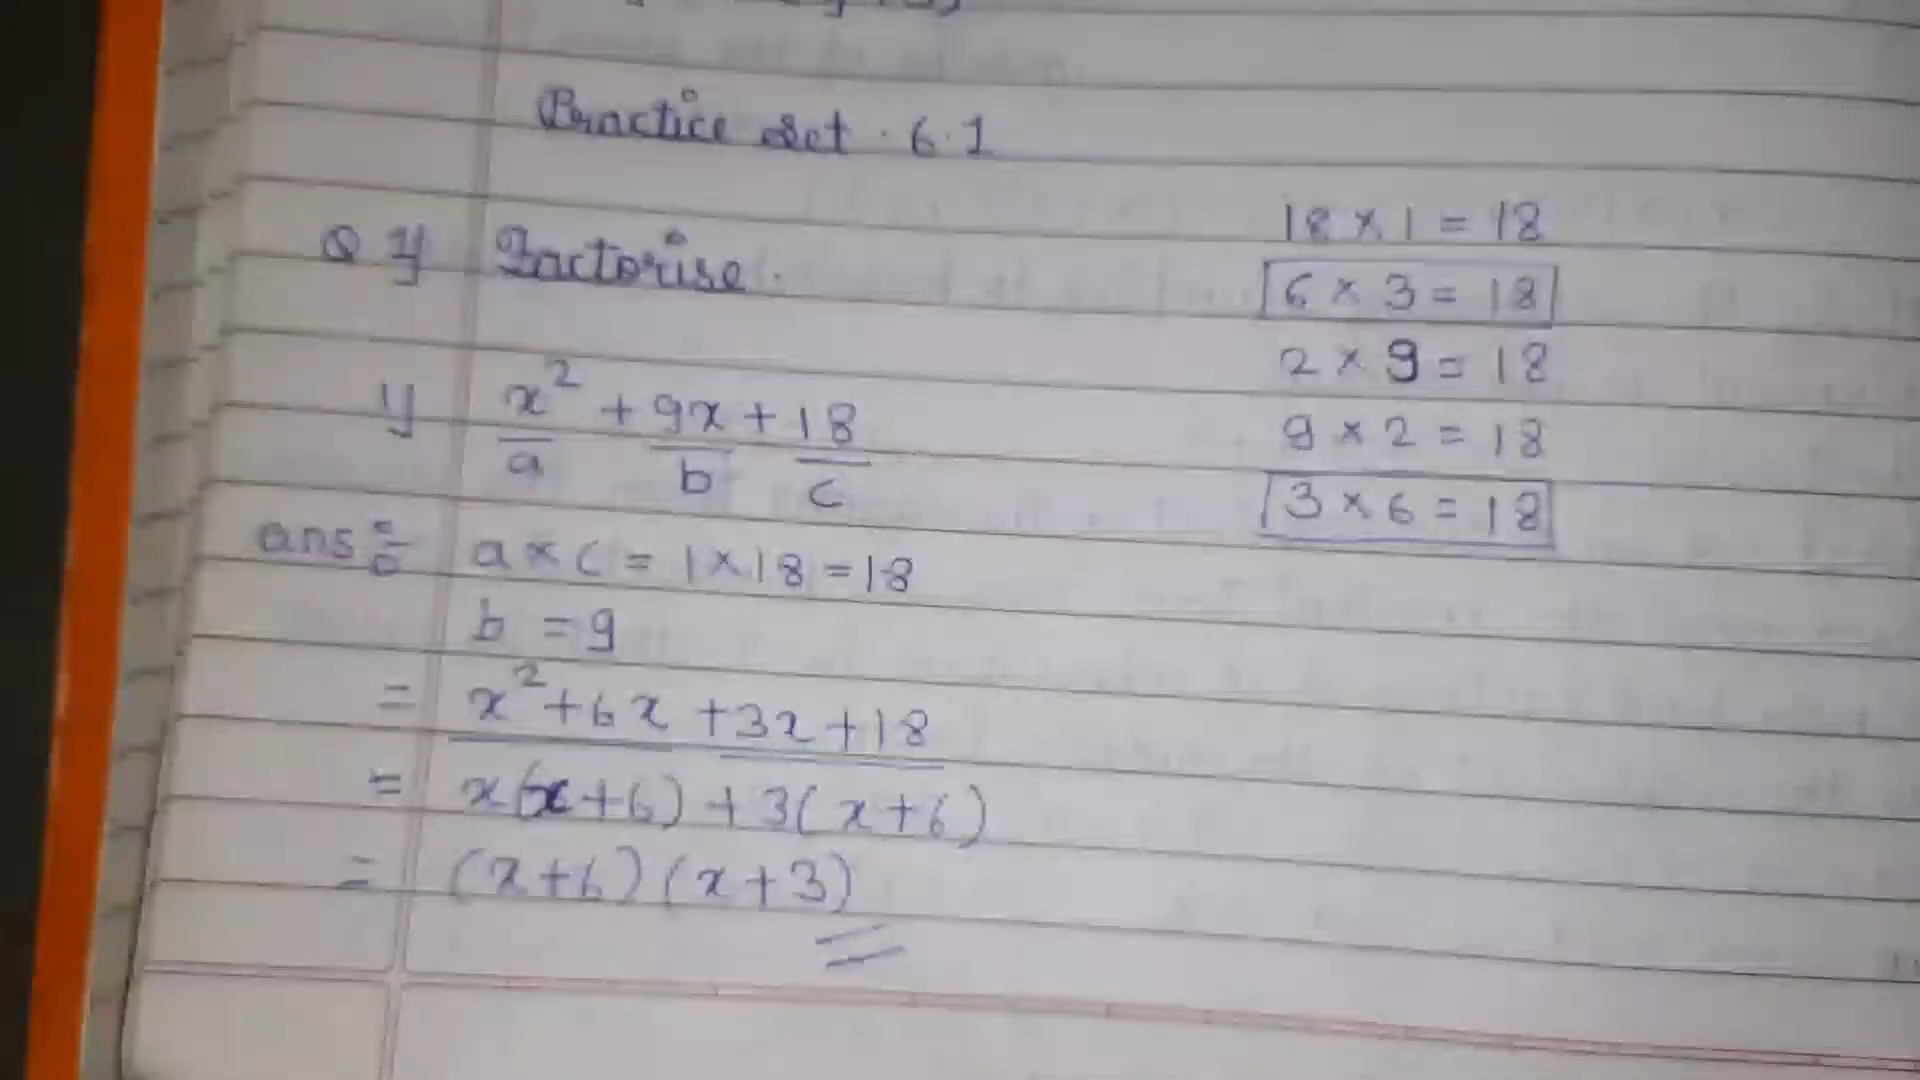 Practice set . 6.1
Q 1) Factorise.
1) x² + 9x + 18
a b c
ans :- a × c = 1 × 18 = 18
b = 9
= x² + 6x + 3x + 18
= x(x + 6) + 3(x + 6)
= (x + 6) (x + 3)
18 × 1 = 18
6 × 3 = 18
2 × 9 = 18
9 × 2 = 18
3 × 6 = 18